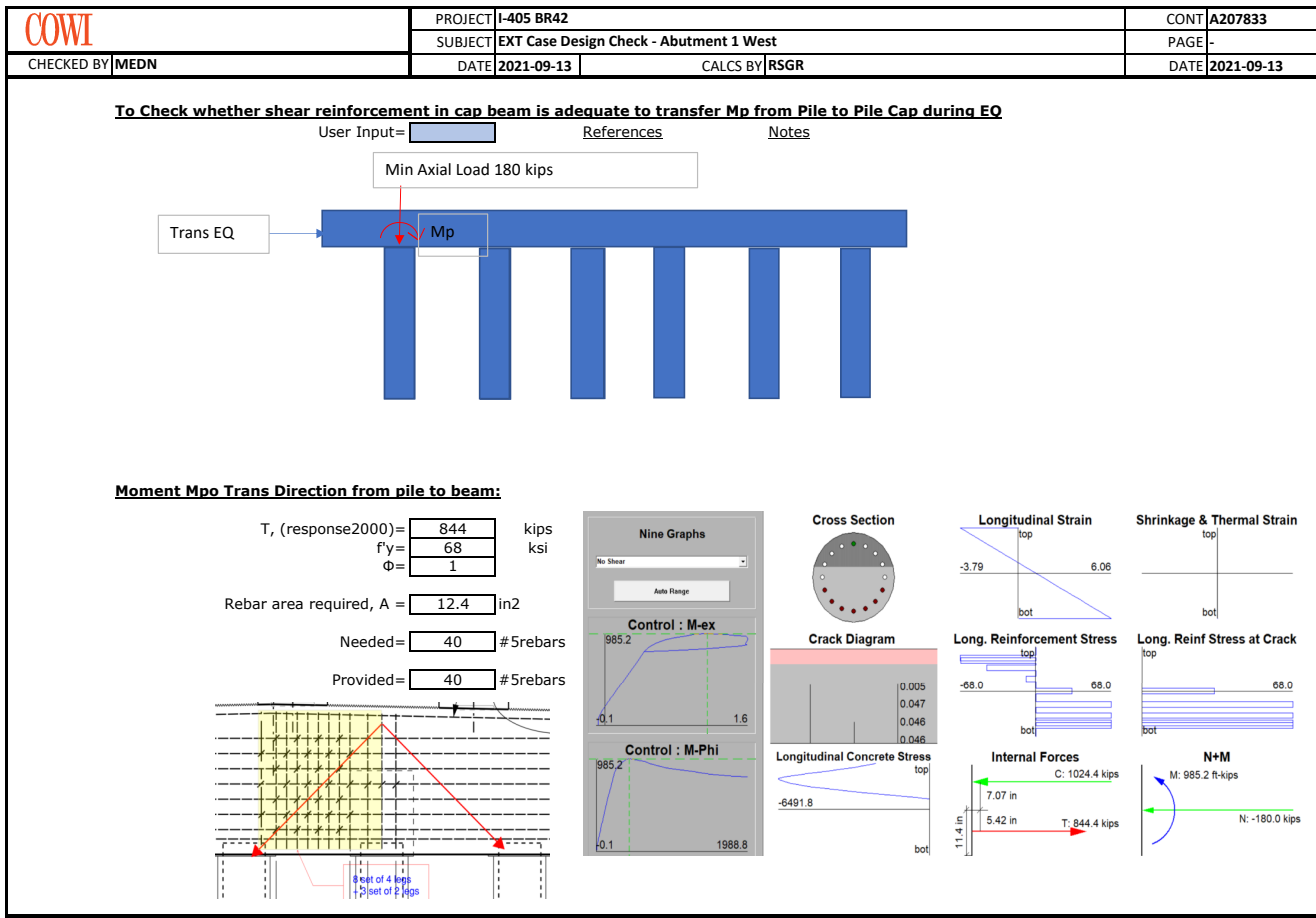 COWI
PROJECT I-405 BR42 CONT A207833
SUBJECT EXT Case Design Check - Abutment 1 West PAGE -
CHECKED BY MEDN DATE 2021-09-13 CALCS BY RSGR DATE 2021-09-13
To Check whether shear reinforcement in cap beam is adequate to transfer Mp from Pile to Pile Cap during EQ
User Input= References Notes
Min Axial Load 180 kips
Trans EQ
Mp
Moment Mpo Trans Direction from pile to beam:
T, (response2000)= 844 kips
f'y= 68 ksi
Φ= 1
Rebar area required, A = 12.4 in2
Needed= 40 #5rebars
Provided= 40 #5rebars
8 set of 4 legs
+ 3 set of 2 legs
Nine Graphs
No Shear
Auto Range
Control : M-ex
985.2
-0.1 1.6
Control : M-Phi
985.2
-0.1 1988.8
Cross Section
Crack Diagram
0.005
0.047
0.046
0.046
Longitudinal Concrete Stress
top
-6491.8
bot
Longitudinal Strain
top
-3.79 6.06
bot
Long. Reinforcement Stress
top
-68.0 68.0
bot
Internal Forces
C: 1024.4 kips
7.07 in
5.42 in
T: 844.4 kips
11.4 in
Shrinkage & Thermal Strain
top
bot
Long. Reinf Stress at Crack
top
68.0
bot
N+M
M: 985.2 ft-kips
N: -180.0 kips